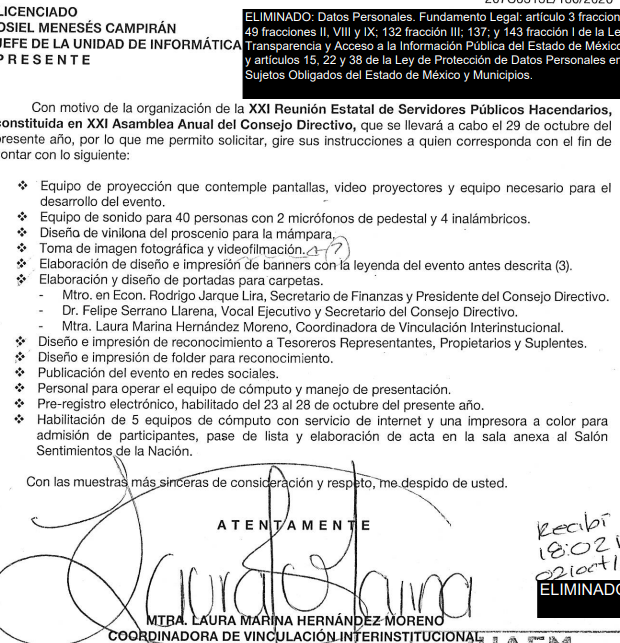 LICENCIADO
OSIEL MENESÉS CAMPIRÁN
JEFE DE LA UNIDAD DE INFORMÁTICA
P R E S E N T E
ELIMINADO: Datos Personales. Fundamento Legal: artículo 3 fraccion
49 fracciones II, VIII y IX; 132 fracción III; 137; y 143 fracción I de la Le
Transparencia y Acceso a la Información Pública del Estado de México
y artículos 15, 22 y 38 de la Ley de Protección de Datos Personales en
Sujetos Obligados del Estado de México y Municipios.
Con motivo de la organización de la XXI Reunión Estatal de Servidores Públicos Hacendarios,
constituida en XXI Asamblea Anual del Consejo Directivo, que se llevará a cabo el 29 de octubre del
presente año, por lo que me permito solicitar, gire sus instrucciones a quien corresponda con el fin de
contar con lo siguiente:
❖ Equipo de proyección que contemple pantallas, video proyectores y equipo necesario para el
desarrollo del evento.
❖ Equipo de sonido para 40 personas con 2 micrófonos de pedestal y 4 inalámbricos.
❖ Diseño de vinilona del proscenio para la mámpara.
❖ Toma de imagen fotográfica y videofilmación.
❖ Elaboración de diseño e impresión de banners con la leyenda del evento antes descrita (3).
❖ Elaboración y diseño de portadas para carpetas.
- Mtro. en Econ. Rodrigo Jarque Lira, Secretario de Finanzas y Presidente del Consejo Directivo.
- Dr. Felipe Serrano Llarena, Vocal Ejecutivo y Secretario del Consejo Directivo.
- Mtra. Laura Marina Hernández Moreno, Coordinadora de Vinculación Interinstucional.
❖ Diseño e impresión de reconocimiento a Tesoreros Representantes, Propietarios y Suplentes.
❖ Diseño e impresión de folder para reconocimiento.
❖ Publicación del evento en redes sociales.
❖ Personal para operar el equipo de cómputo y manejo de presentación.
❖ Pre-registro electrónico, habilitado del 23 al 28 de octubre del presente año.
❖ Habilitación de 5 equipos de cómputo con servicio de internet y una impresora a color para
admisión de participantes, pase de lista y elaboración de acta en la sala anexa al Salón
Sentimientos de la Nación.
Con las muestras más sinceras de consideración y respeto, me despido de usted.
A T E N T A M E N T E
Recibí
18:02
02/oct/1
ELIMINADO
MTRA. LAURA MARINA HERNÁNDEZ MORENO
COORDINADORA DE VINCULACIÓN INTERINSTITUCIONAL